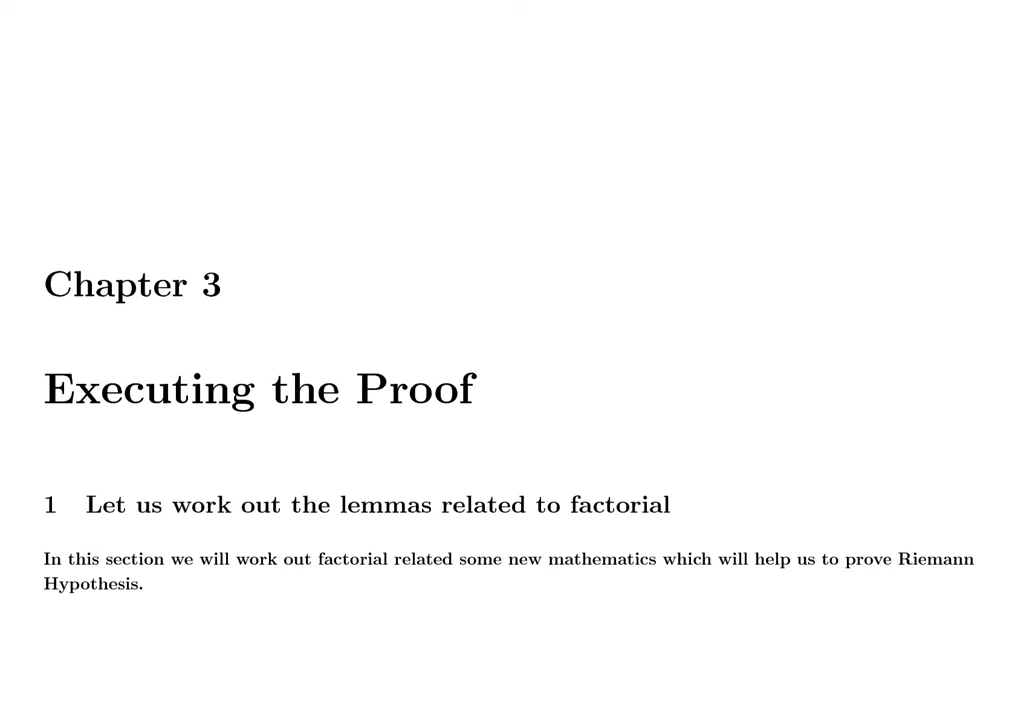 Chapter 3
Executing the Proof
1 Let us work out the lemmas related to factorial
In this section we will work out factorial related some new mathematics which will help us to prove Riemann
Hypothesis.